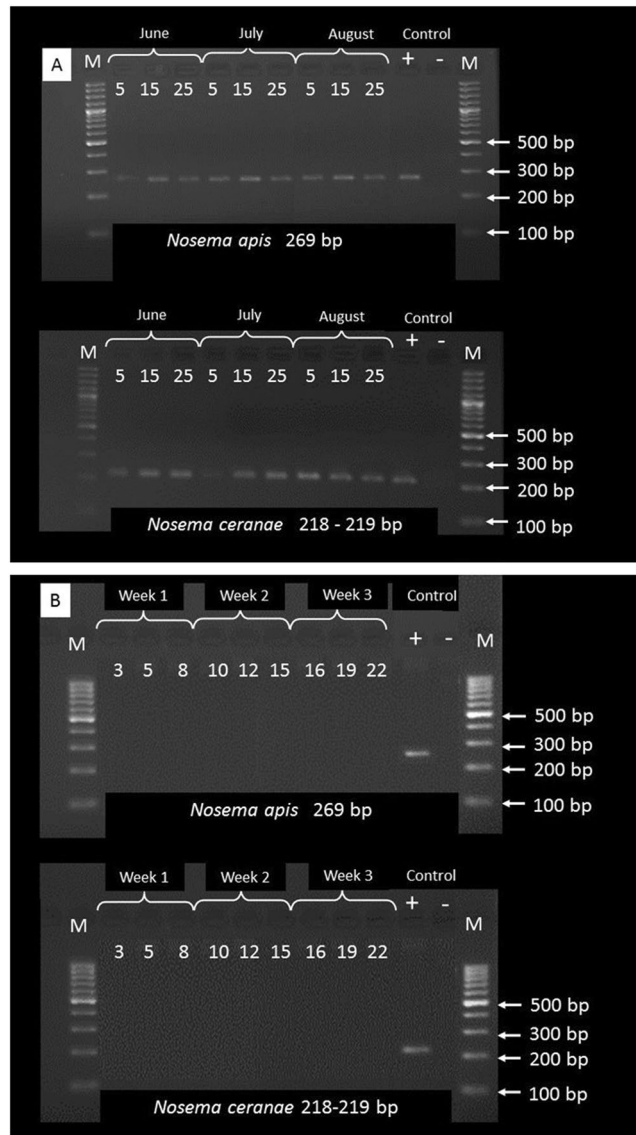 A
June July August Control
M 5 15 25 5 15 25 5 15 25 + - M
500 bp
300 bp
200 bp
100 bp
Nosema apis 269 bp
June July August Control
M 5 15 25 5 15 25 5 15 25 + - M
500 bp
300 bp
200 bp
100 bp
Nosema ceranae 218 - 219 bp
B
Week 1 Week 2 Week 3 Control
M 3 5 8 10 12 15 16 19 22 + - M
500 bp
300 bp
200 bp
100 bp
Nosema apis 269 bp
Week 1 Week 2 Week 3 Control
M 3 5 8 10 12 15 16 19 22 + - M
500 bp
300 bp
200 bp
100 bp
Nosema ceranae 218-219 bp